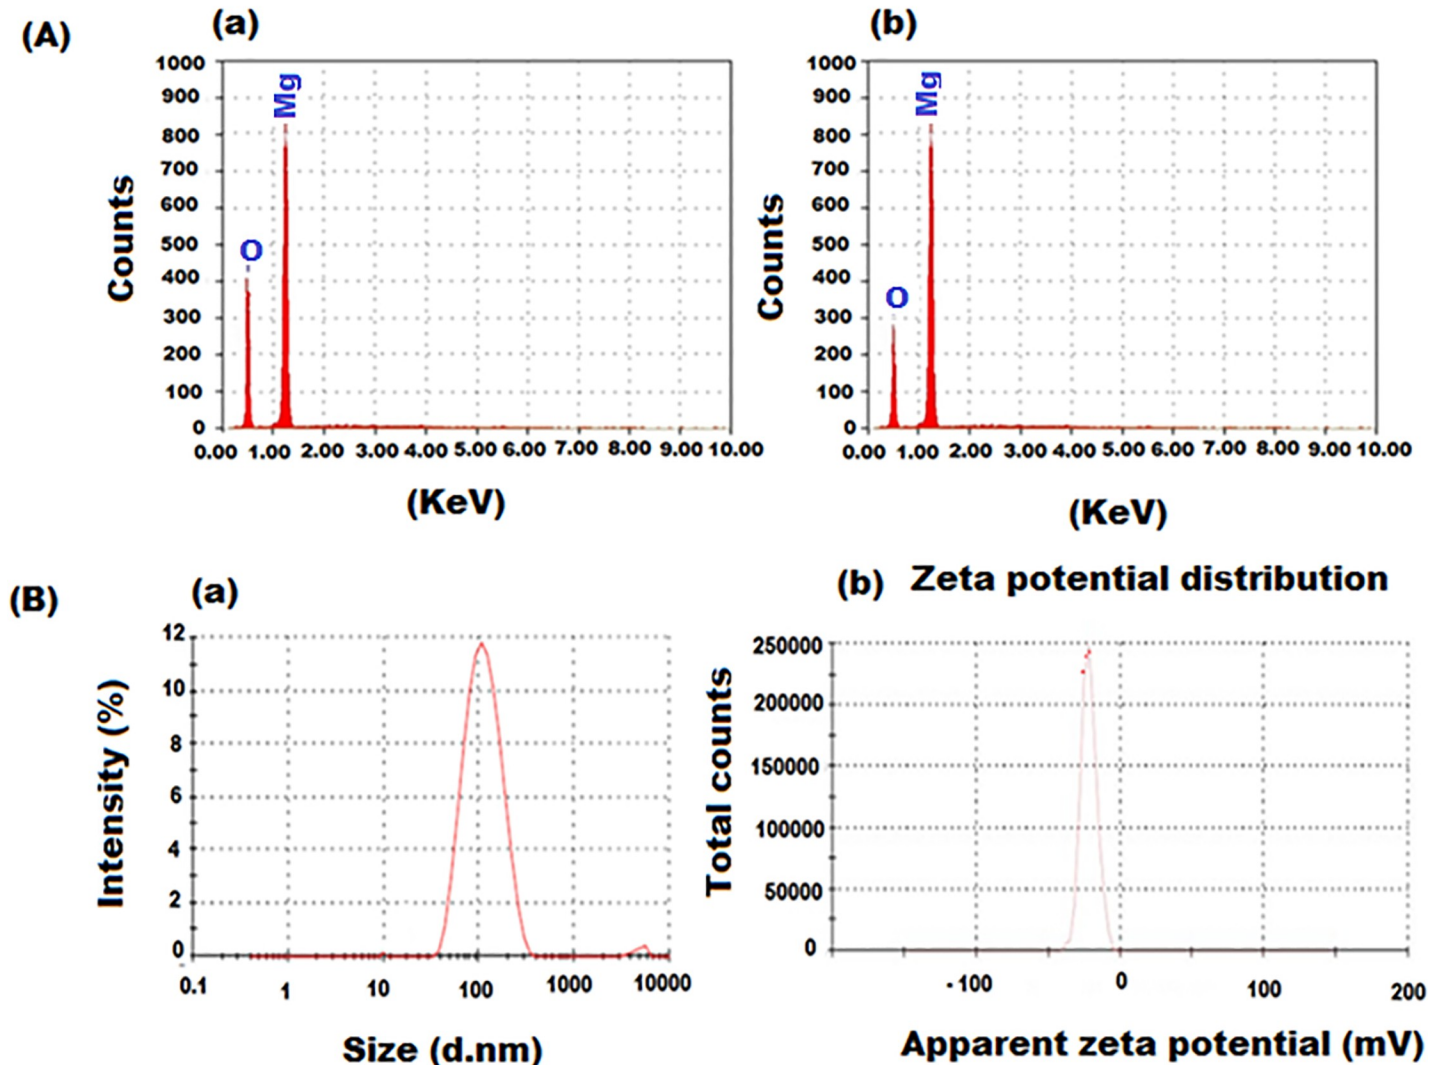 (A)
(a)
1000
900
800
700
600
500
400
300
200
100
0
Counts
O
Mg
0.00 1.00 2.00 3.00 4.00 5.00 6.00 7.00 8.00 9.00 10.00
(KeV)
(b)
1000
900
800
700
600
500
400
300
200
100
0
Counts
O
Mg
0.00 1.00 2.00 3.00 4.00 5.00 6.00 7.00 8.00 9.00 10.00
(KeV)
(B)
(a)
12
10
8
6
4
2
0
Intensity (%)
0.1 1 10 100 1000 10000
Size (d.nm)
(b) Zeta potential distribution
250000
200000
150000
100000
50000
0
Total counts
-100 0 100 200
Apparent zeta potential (mV)